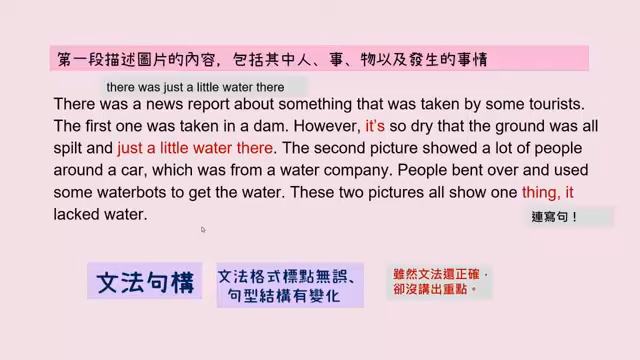 第一段描述圖片的內容，包括其中人、事、物以及發生的事情
there was just a little water there
There was a news report about something that was taken by some tourists.
The first one was taken in a dam. However, it's so dry that the ground was all
spilt and just a little water there. The second picture showed a lot of people
around a car, which was from a water company. People bent over and used
some waterbots to get the water. These two pictures all show one thing, it
lacked water.
連寫句！
文法句構
文法格式標點無誤、
句型結構有變化
雖然文法還正確，
卻沒講出重點。